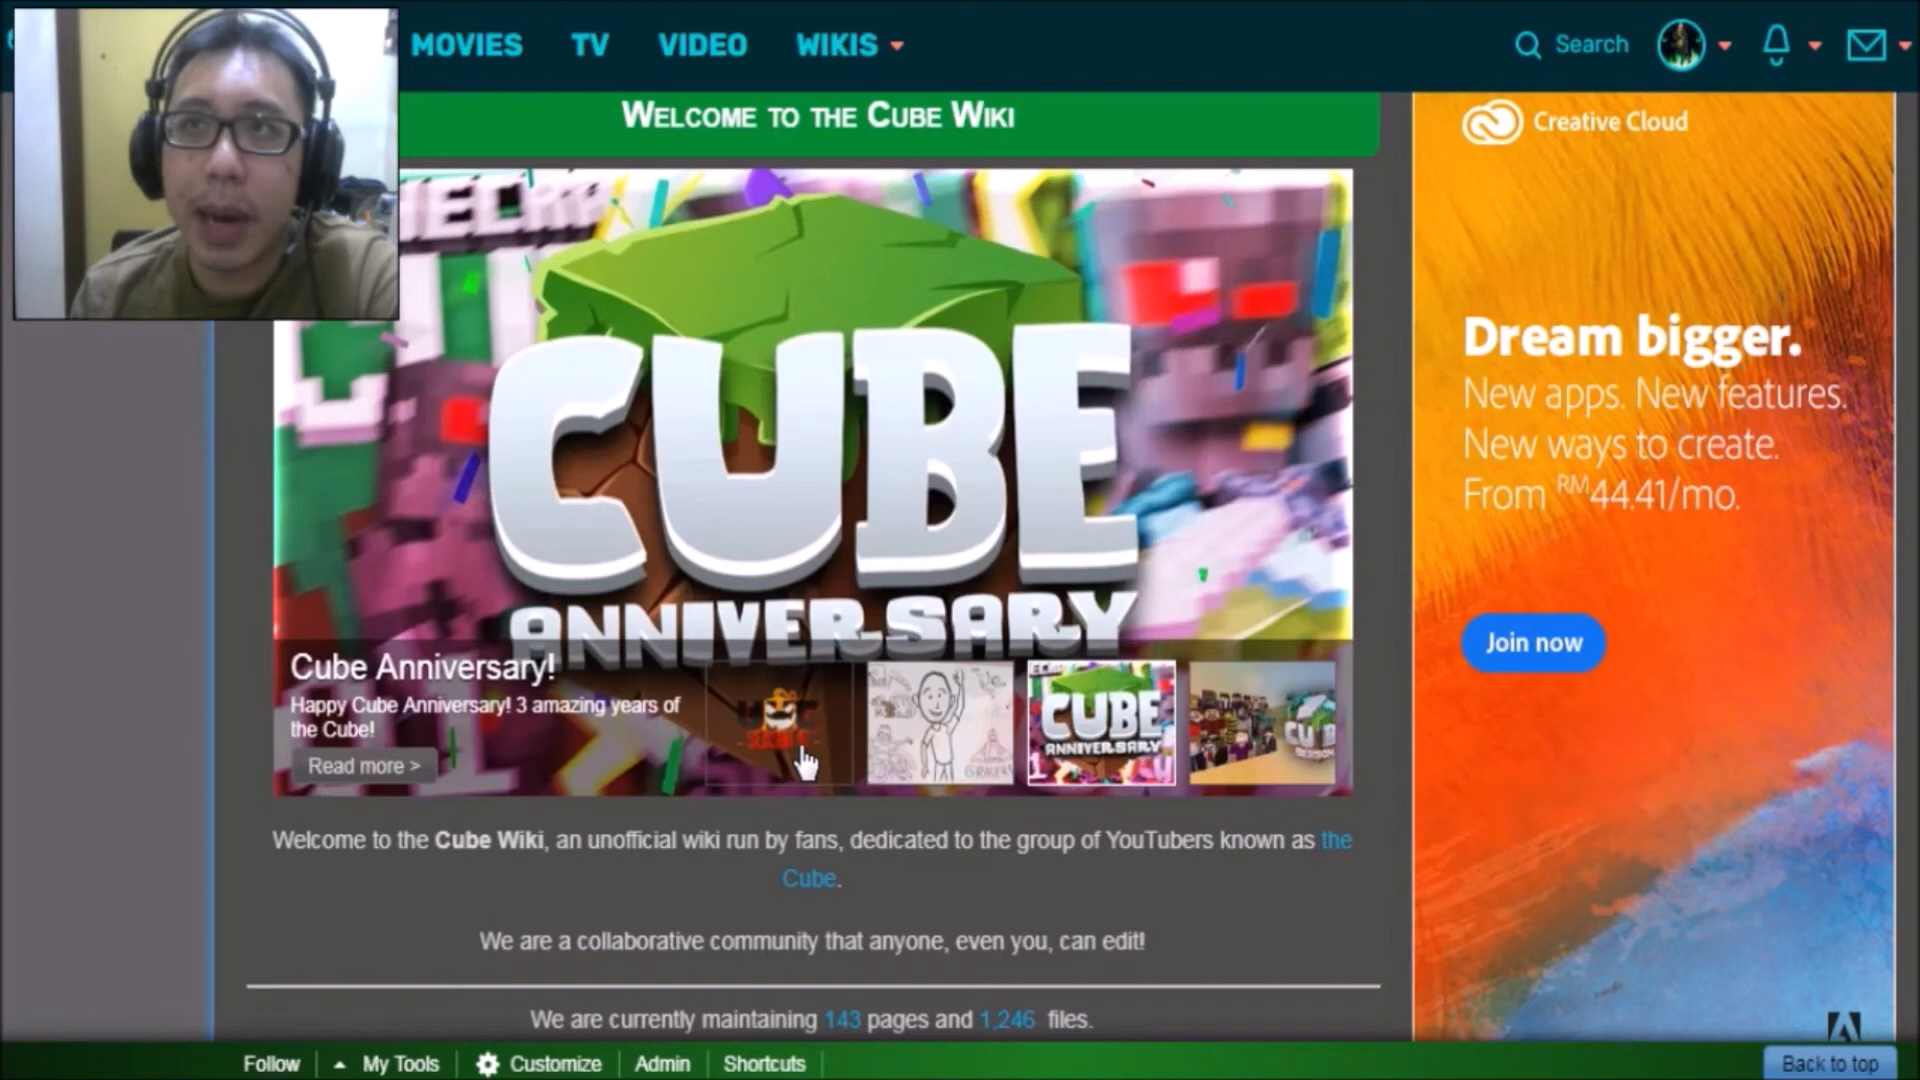 MOVIES TV VIDEO WIKIS Search
WELCOME TO THE CUBE WIKI
Creative Cloud
Dream bigger.
New apps. New features.
New ways to create.
From RM44.41/mo.
Join now
CUBE
ANNIVERSARY
Cube Anniversary!
Happy Cube Anniversary! 3 amazing years of
the Cube!
Read more >
CUBE
ANNIVERSARY
Welcome to the Cube Wiki, an unofficial wiki run by fans, dedicated to the group of YouTubers known as the
Cube.
We are a collaborative community that anyone, even you, can edit!
We are currently maintaining 143 pages and 1,246 files.
Follow My Tools Customize Admin Shortcuts Back to top